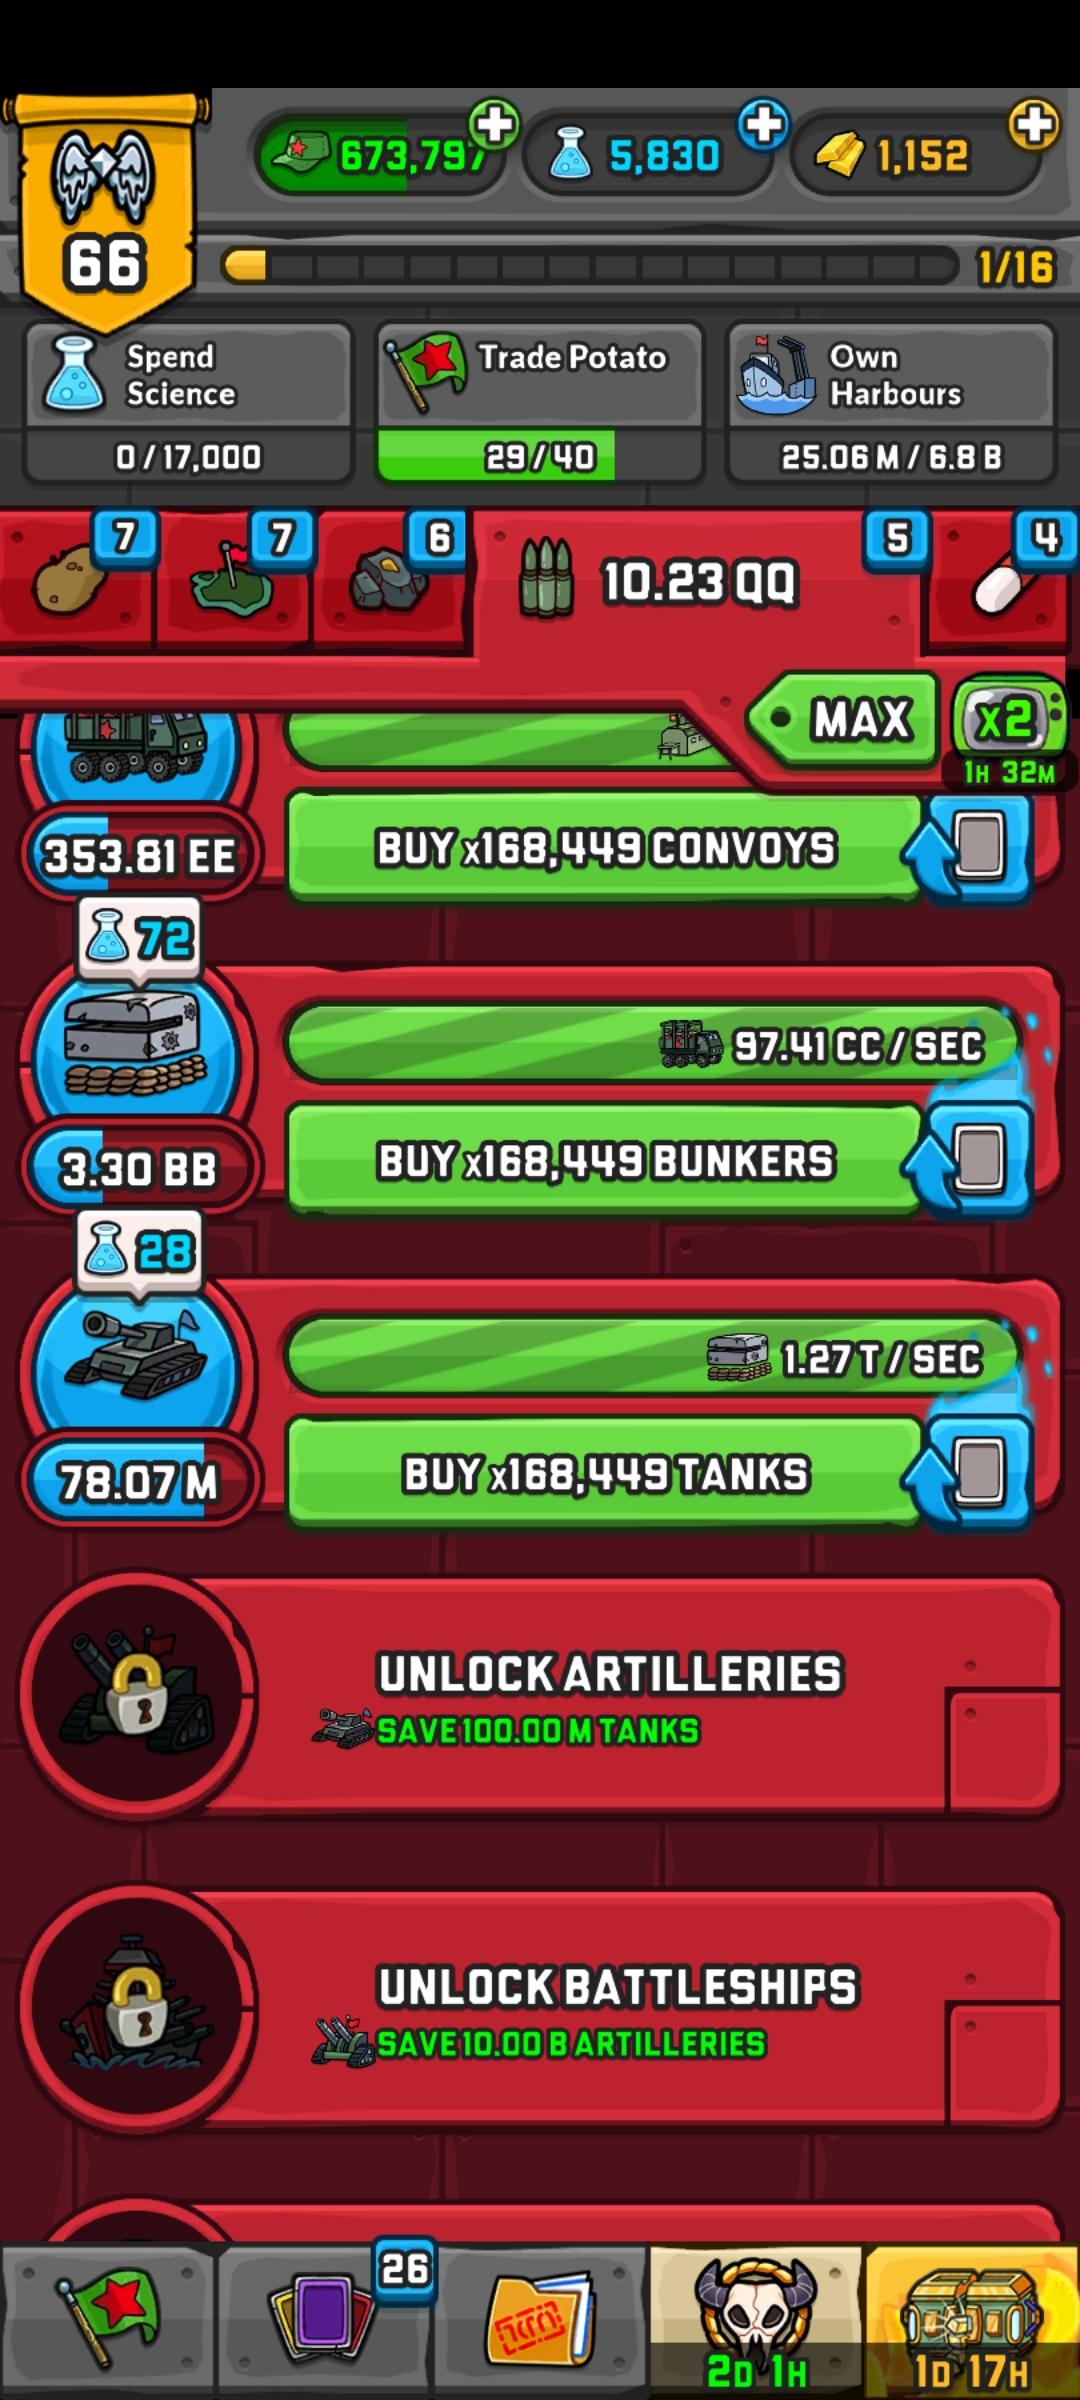 673,797
5,830
1,152
66
1/16
Spend
Science
0 / 17,000
Trade Potato
29 / 40
Own
Harbours
25.06 M / 6.8 B
7
7
6
10.23 QQ
5
4
MAX
x2
1H 32M
353.81 EE
BUY x168,449 CONVOYS
72
97.41 CC / SEC
3.30 BB
BUY x168,449 BUNKERS
28
1.27 T / SEC
78.07 M
BUY x168,449 TANKS
UNLOCK ARTILLERIES
SAVE 100.00 M TANKS
UNLOCK BATTLESHIPS
SAVE 10.00 B ARTILLERIES
26
2D 1H
1D 17H